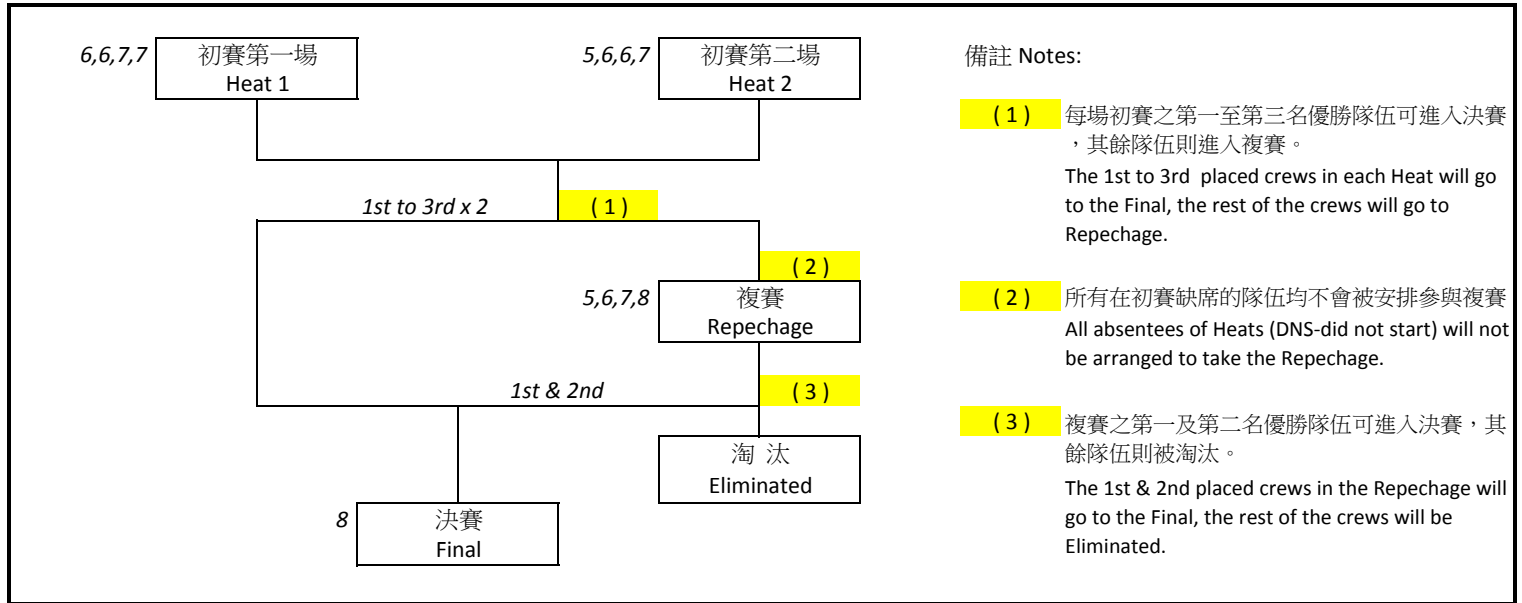 6,6,7,7
初賽第一場
Heat 1
5,6,6,7
初賽第二場
Heat 2
1st to 3rd x 2
( 1 )
( 2 )
5,6,7,8
複賽
Repechage
1st & 2nd
( 3 )
淘 汰
Eliminated
8
決賽
Final
備註 Notes:
( 1 ) 每場初賽之第一至第三名優勝隊伍可進入決賽
，其餘隊伍則進入複賽。
The 1st to 3rd placed crews in each Heat will go
to the Final, the rest of the crews will go to
Repechage.
( 2 ) 所有在初賽缺席的隊伍均不會被安排參與複賽
All absentees of Heats (DNS-did not start) will not
be arranged to take the Repechage.
( 3 ) 複賽之第一及第二名優勝隊伍可進入決賽，其
餘隊伍則被淘汰。
The 1st & 2nd placed crews in the Repechage will
go to the Final, the rest of the crews will be
Eliminated.